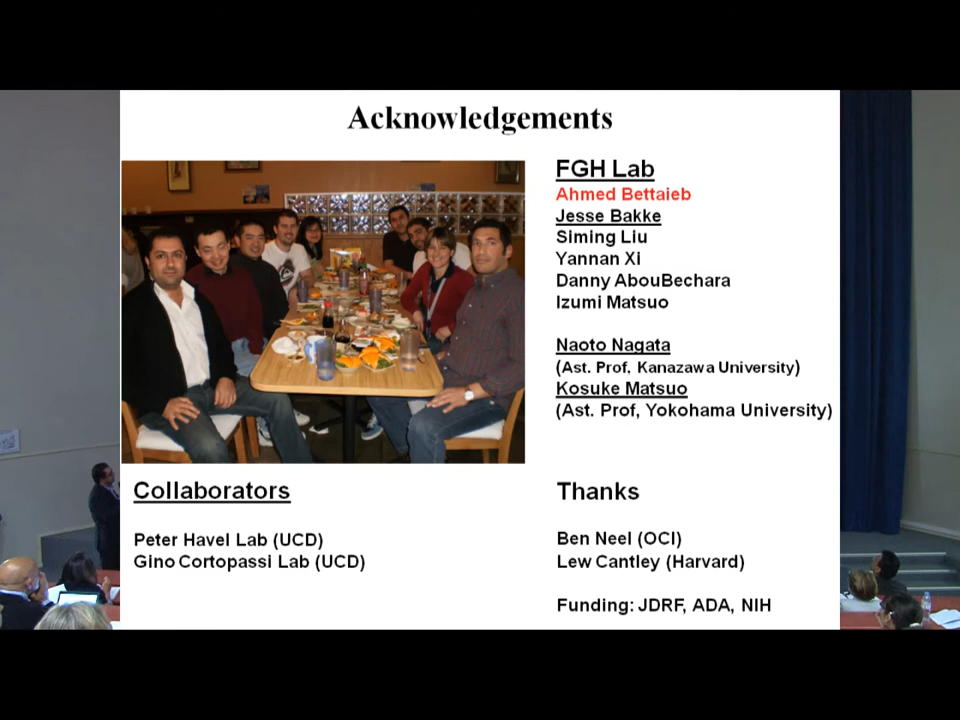 Acknowledgements
FGH Lab
Ahmed Bettaieb
Jesse Bakke
Siming Liu
Yannan Xi
Danny AbouBechara
Izumi Matsuo
Naoto Nagata
(Ast. Prof, Kanazawa University)
Kosuke Matsuo
(Ast. Prof, Yokohama University)
Collaborators
Peter Havel Lab (UCD)
Gino Cortopassi Lab (UCD)
Thanks
Ben Neel (OCI)
Lew Cantley (Harvard)
Funding: JDRF, ADA, NIH